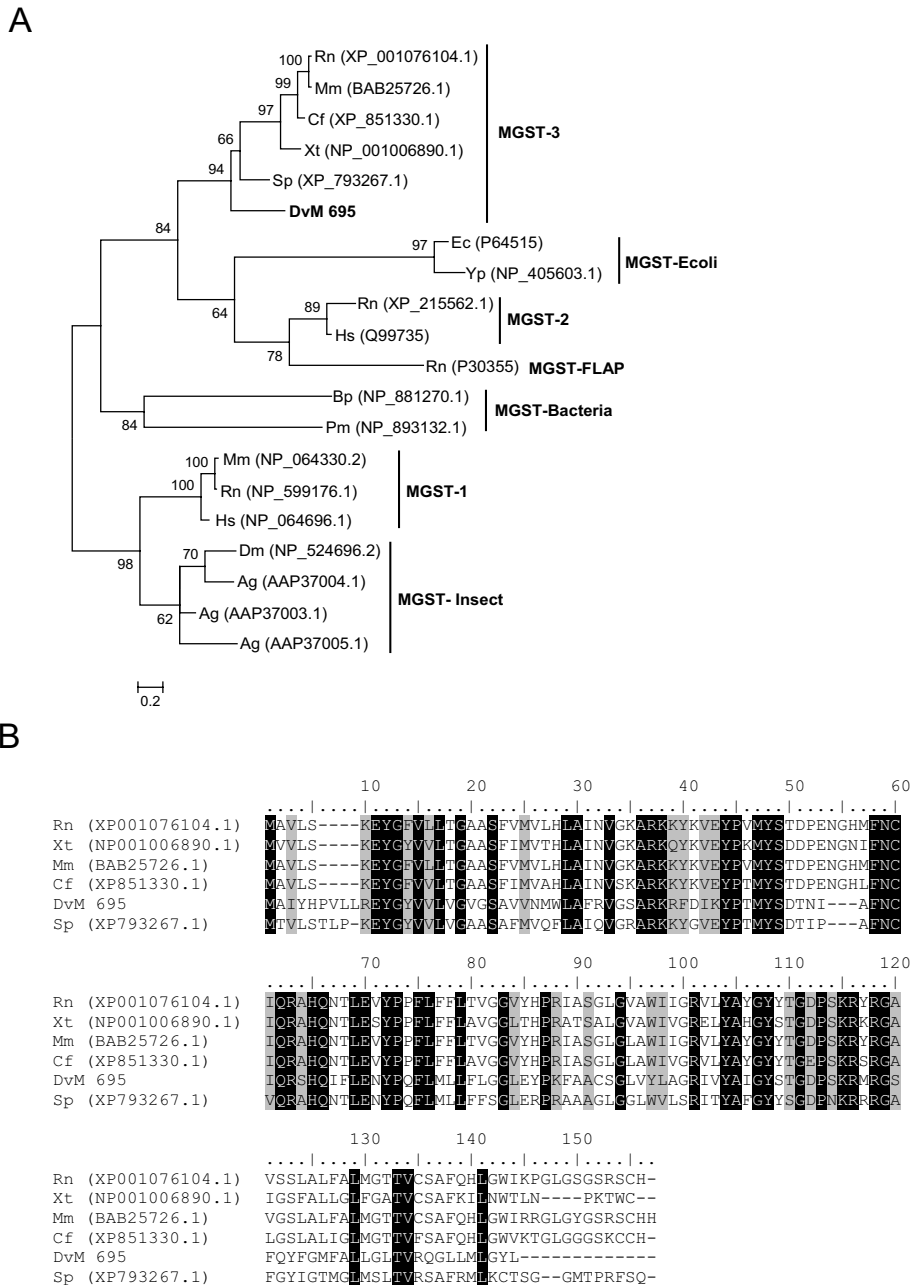 A
100
Rn (XP_001076104.1)
99
Mm (BAB25726.1)
97
Cf (XP_851330.1)
66
Xt (NP_001006890.1)
94
Sp (XP_793267.1)
DvM 695
MGST-3
84
97
Ec (P64515)
Yp (NP_405603.1)
MGST-Ecoli
64
89
Rn (XP_215562.1)
Hs (Q99735)
MGST-2
78
Rn (P30355)
MGST-FLAP
84
Bp (NP_881270.1)
Pm (NP_893132.1)
MGST-Bacteria
100
Mm (NP_064330.2)
100
Rn (NP_599176.1)
Hs (NP_064696.1)
MGST-1
98
70
Dm (NP_524696.2)
Ag (AAP37004.1)
62
Ag (AAP37003.1)
Ag (AAP37005.1)
MGST- Insect
0.2
B
10 20 30 40 50 60
Rn (XP001076104.1) MAVLS----KEYGFVLLTGAASFVMVLHLAINVGKARKKYKVEYPVMYSTDPENGHMFNC
Xt (NP001006890.1) MVVLS----KEYGYVVLTGAASFIMVTHLAINVGKARKQYKVEYPKMYSDDPENGNIFNC
Mm (BAB25726.1) MAVLS----KEYGFVLLTGAASFVMVLHLAINVGKARKKYKVEYPVMYSTDPENGHMFNC
Cf (XP851330.1) MAVLS----KEYGFVVLTGAASFIMVAHLAINVSKARKKYKVEYPTMYSTDPENGHLFNC
DvM 695 MAIYHPVLLREYGYVVLVGVGSAVVNMWLAFRVGSARKRFDIKYPTMYSDTNI---AFNC
Sp (XP793267.1) MTVLSTLP-KEYGYVVLVGAASAFMVQFLAIQVGRARKKYGVEYPTMYSDTIP---AFNC
70 80 90 100 110 120
Rn (XP001076104.1) IQRAHQNTLEVYPPFLFFLTVGGVYHPRIASGLGVAWIIGRVLYAYGYYTGDPSKRYRGA
Xt (NP001006890.1) IQRAHQNTLESYPPFLFFLAVGGLTHPRATSALGVAWIVGRELYAHGYSTGDPSKRKRGA
Mm (BAB25726.1) IQRAHQNTLEVYPPFLFFLTVGGVYHPRIASGLGLAWIIGRVLYAYGYYTGDPSKRYRGA
Cf (XP851330.1) IQRAHQNTLEVYPPFLFFLAVGGVYHPRIASGLGLAWIVGRVLYAYGYYTGEPSKRSRGA
DvM 695 IQRSHQIFLENYPQFLMLLFLGGLEYPKFAACSGLVYLAGRIVYAIGYSTGDPSKRMRGS
Sp (XP793267.1) VQRAHQNTLENYPQFLMLLFFSGLERPRAAAGLGGLWVLSRITYAFGYYSGDPNKRRRGA
130 140 150
Rn (XP001076104.1) VSSLALFALMGTTVCSAFQHLGWIKPGLGSGSRSCH-
Xt (NP001006890.1) IGSFALLGLFGATVCSAFKILNWTLN----PKTWC--
Mm (BAB25726.1) VGSLALFALMGTTVCSAFQHLGWIRRGLGYGSRSCHH
Cf (XP851330.1) LGSLALIGLMGTTVFSAFQHLGWVKTGLGGGSKCCH-
DvM 695 FQYFGMFALLGLTVRQGLLMLGYL-------------
Sp (XP793267.1) FGYIGTMGLMSLTVRSAFRMLKCTSG--GMTPRFSQ-